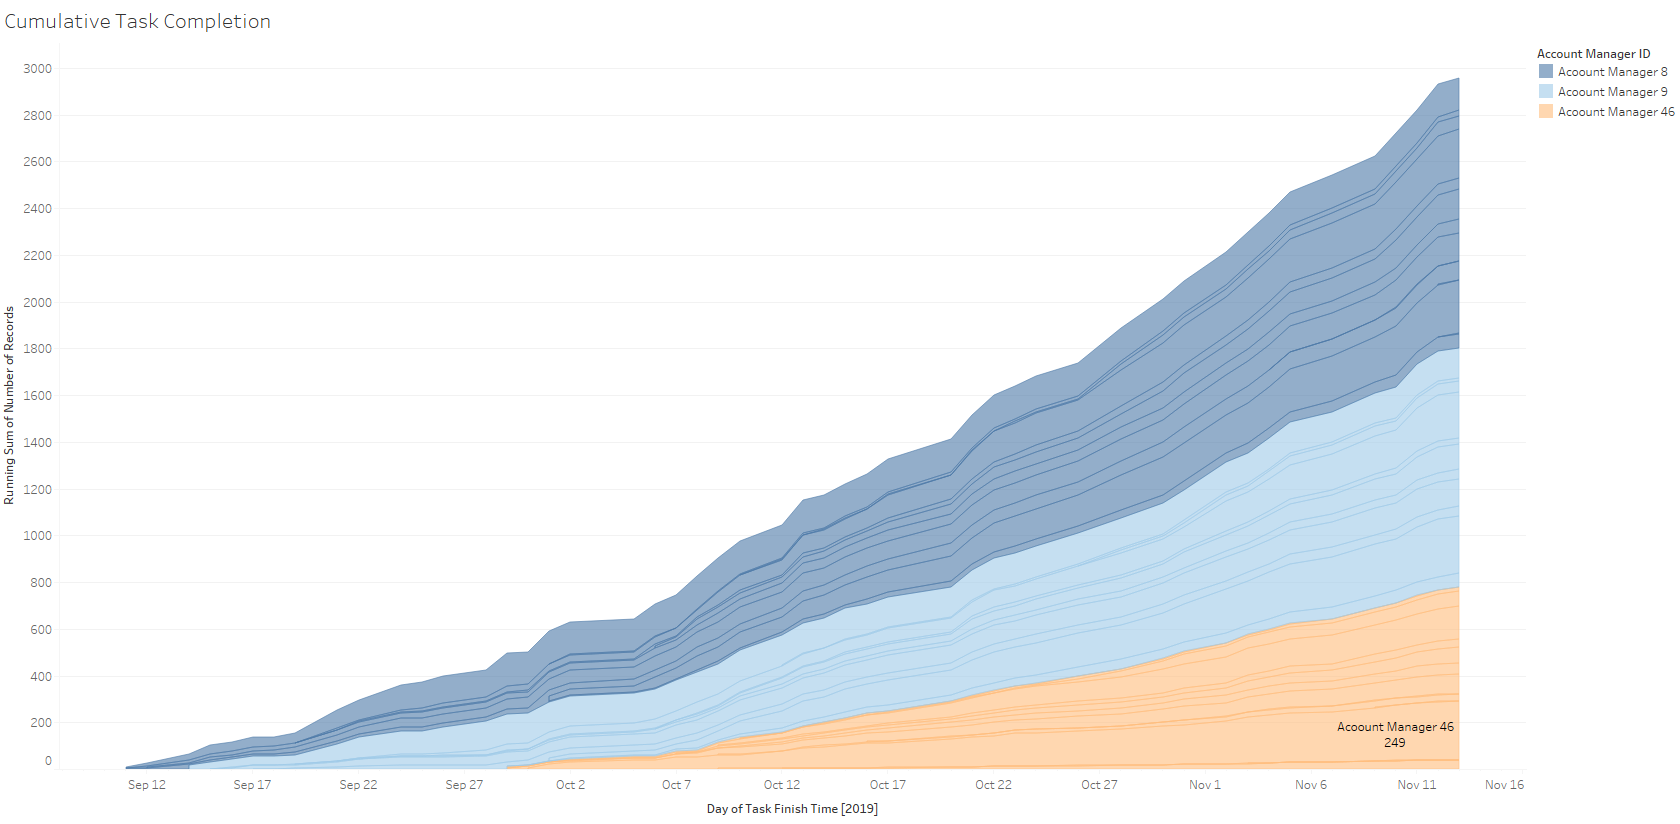 Cumulative Task Completion
Account Manager ID
Acoount Manager 8
Acoount Manager 9
Acoount Manager 46
Running Sum of Number of Records
3000
2800
2600
2400
2200
2000
1800
1600
1400
1200
1000
800
600
400
200
0
Acoount Manager 46
249
Sep 12
Sep 17
Sep 22
Sep 27
Oct 2
Oct 7
Oct 12
Oct 17
Oct 22
Oct 27
Nov 1
Nov 6
Nov 11
Nov 16
Day of Task Finish Time [2019]